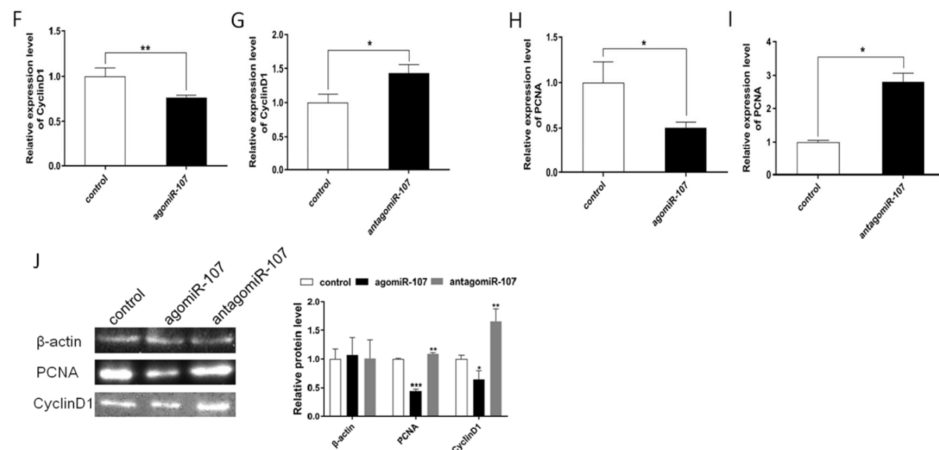 F
**
Relative expression level
of CyclinD1
1.5
1.0
0.5
0.0
control
agomiR-107
G
*
Relative expression level
of CyclinD1
2.0
1.5
1.0
0.5
0.0
control
antagomiR-107
H
*
Relative expression level
of PCNA
1.5
1.0
0.5
0.0
control
agomiR-107
I
*
Relative expression level
of PCNA
4
3
2
1
0
control
antagomiR-107
J
control
agomiR-107
antagomiR-107
β-actin
PCNA
CyclinD1
control agomiR-107 antagomiR-107
Relative protein level
2.0
1.5
1.0
0.5
0.0
***
**
*
**
β-actin
PCNA
CyclinD1